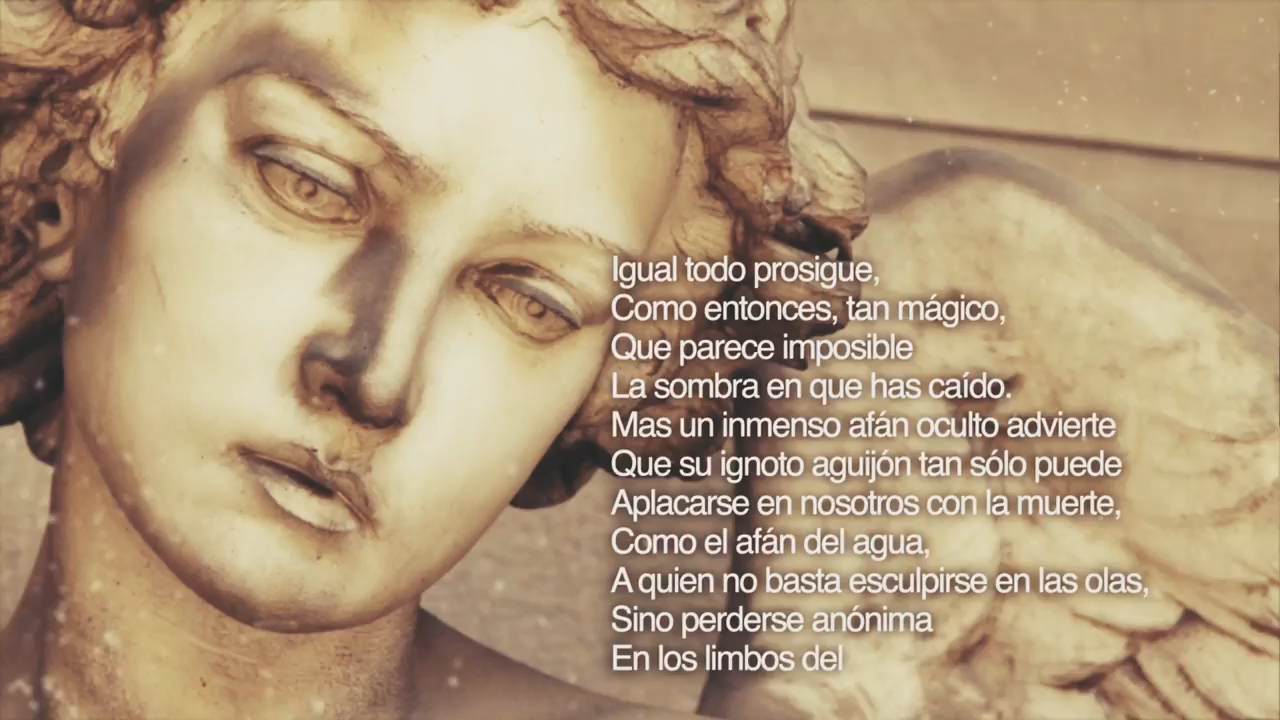 Igual todo prosigue,
Como entonces, tan mágico,
Que parece imposible
La sombra en que has caído.
Mas un inmenso afán oculto advierte
Que su ignoto aguijón tan sólo puede
Aplacarse en nosotros con la muerte,
Como el afán del agua,
A quien no basta esculpirse en las olas,
Sino perderse anónima
En los limbos del